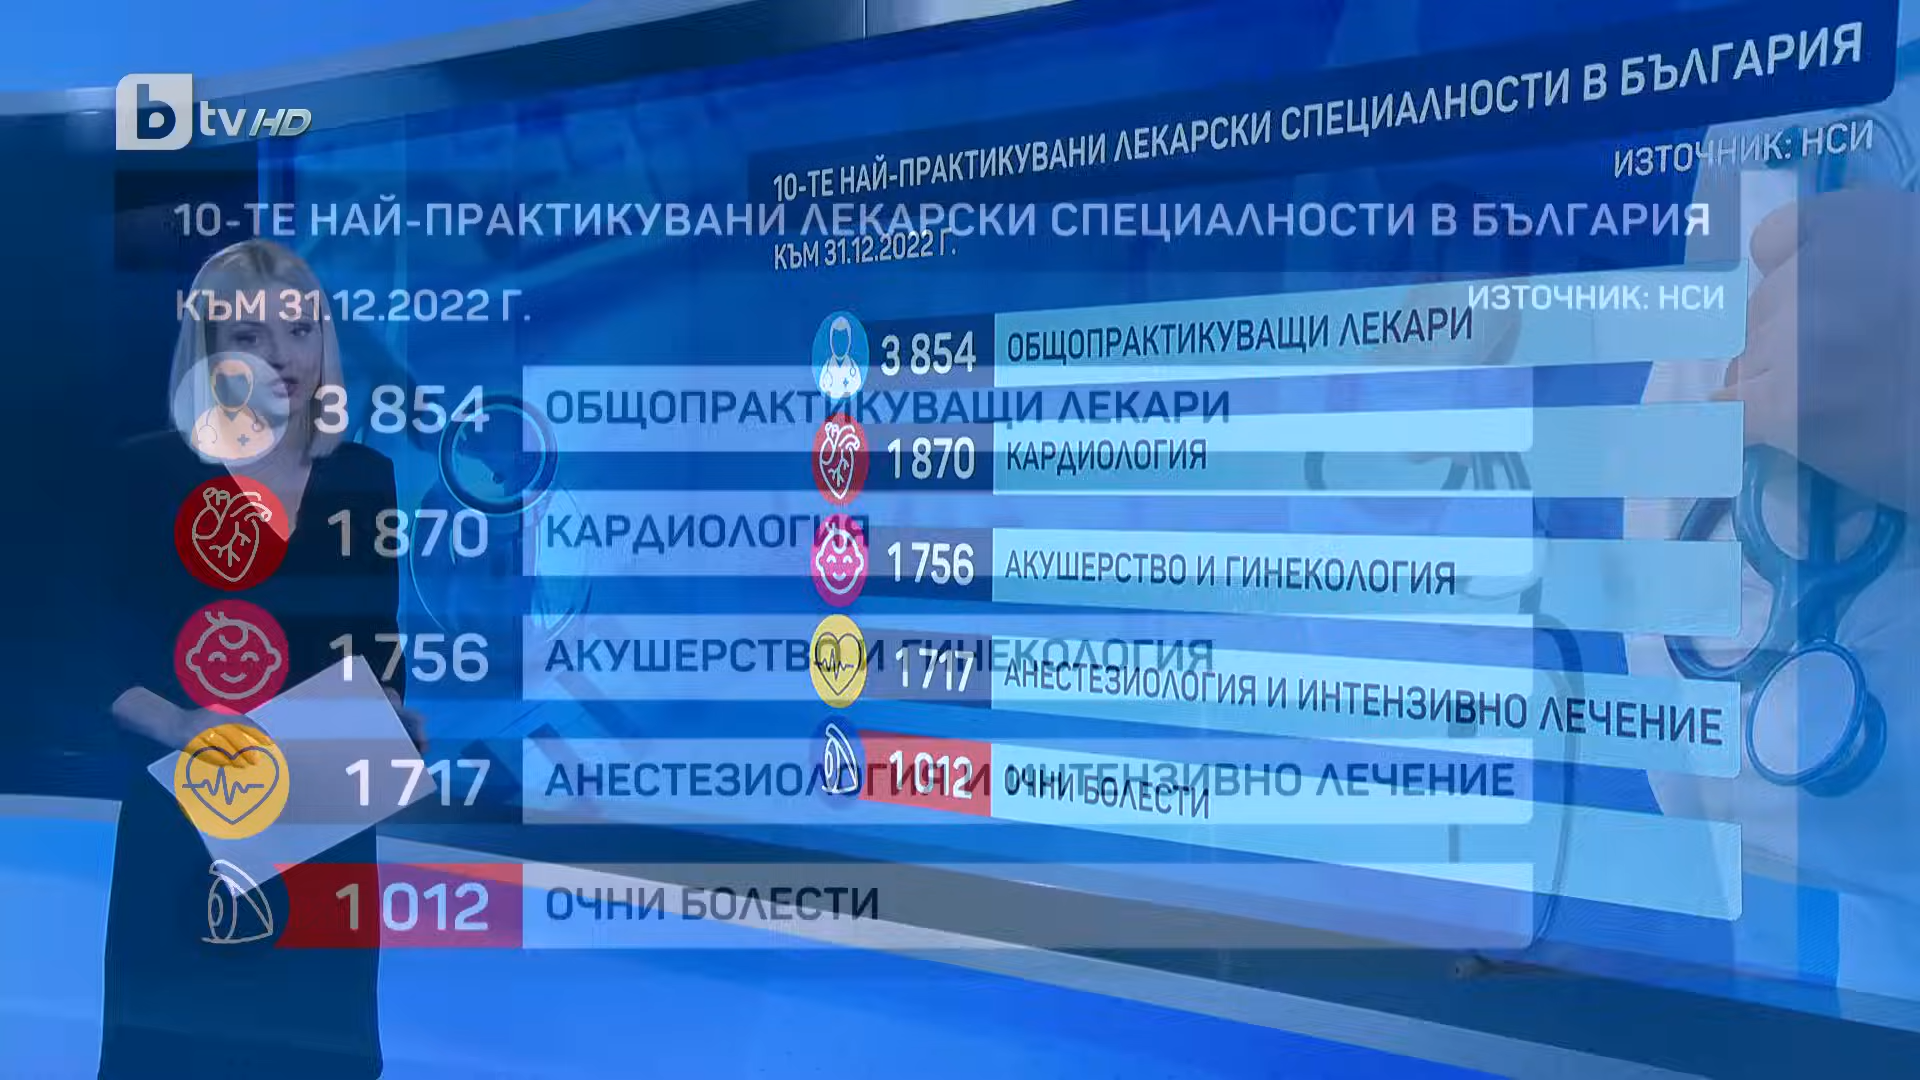 btv HD
10-ТЕ НАЙ-ПРАКТИКУВАНИ ЛЕКАРСКИ СПЕЦИАЛНОСТИ В БЪЛГАРИЯ
ИЗТОЧНИК: НСИ
КЪМ 31.12.2022 Г.
3 854 ОБЩОПРАКТИКУВАЩИ ЛЕКАРИ
1 870 КАРДИОЛОГИЯ
1 756 АКУШЕРСТВО И ГИНЕКОЛОГИЯ
1 717 АНЕСТЕЗИОЛОГИЯ И ИНТЕНЗИВНО ЛЕЧЕНИЕ
1 012 ОЧНИ БОЛЕСТИ
10-ТЕ НАЙ-ПРАКТИКУВАНИ ЛЕКАРСКИ СПЕЦИАЛНОСТИ В БЪЛГАРИЯ
КЪМ 31.12.2022 Г.
ИЗТОЧНИК: НСИ
3 854 ОБЩОПРАКТИКУВАЩИ ЛЕКАРИ
1 870 КАРДИОЛОГИЯ
1 756 АКУШЕРСТВО И ГИНЕКОЛОГИЯ
1 717 АНЕСТЕЗИОЛОГИЯ И ИНТЕНЗИВНО ЛЕЧЕНИЕ
1 012 ОЧНИ БОЛЕСТИ